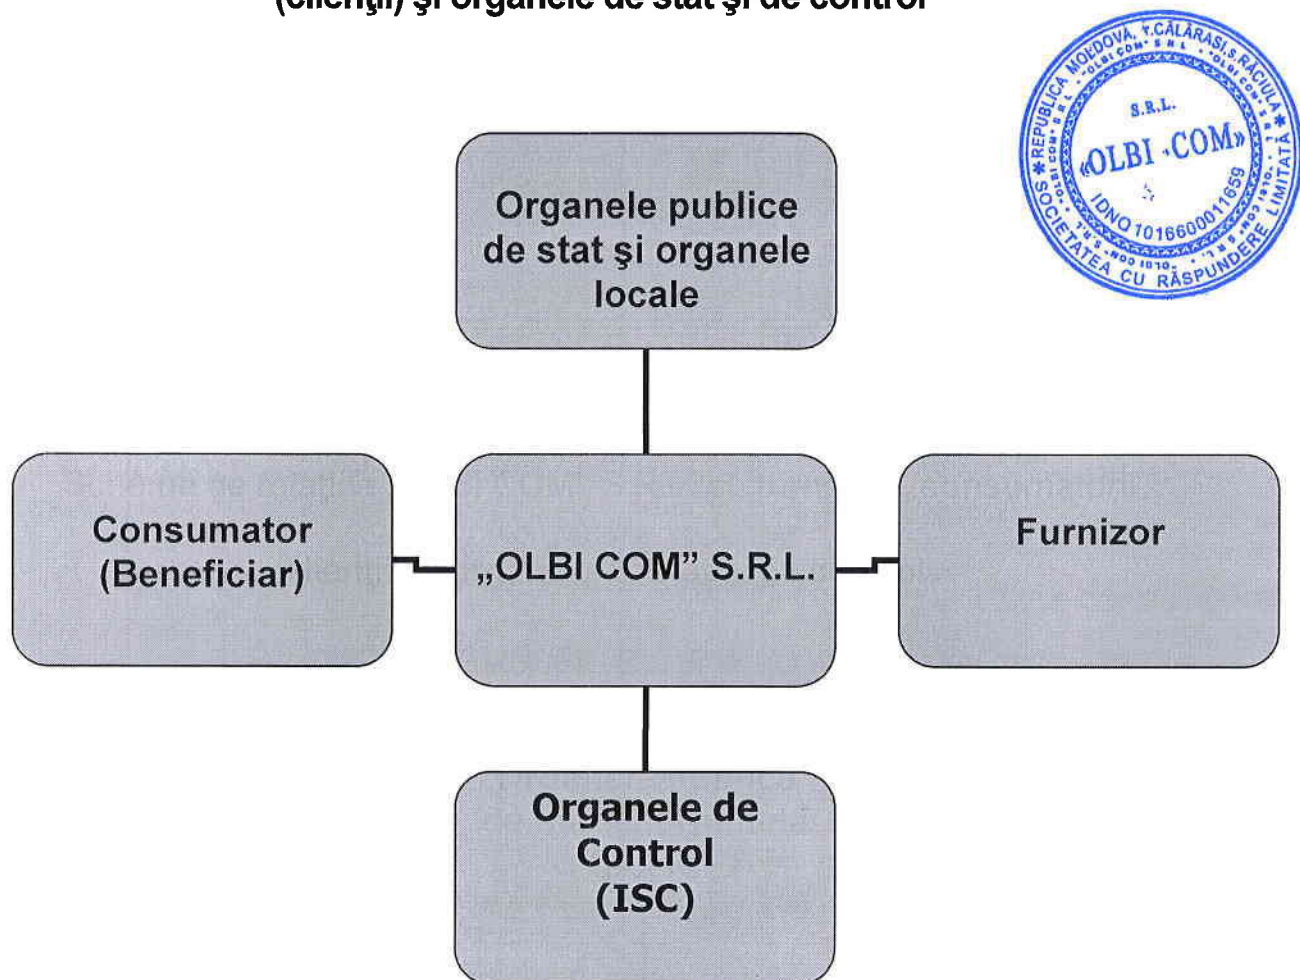 (clienţii) şi organele de stat şi de control
Organele publice
de stat şi organele
locale
Consumator
(Beneficiar)
„OLBI COM” S.R.L.
Furnizor
Organele de
Control
(ISC)
* REPUBLICA MOLDOVA, r.CĂLĂRAŞI,s.RĂCIULA *
SOCIETATEA CU RĂSPUNDERE LIMITATĂ
S.R.L.
«OLBI-COM»
IDNO 1016600011659